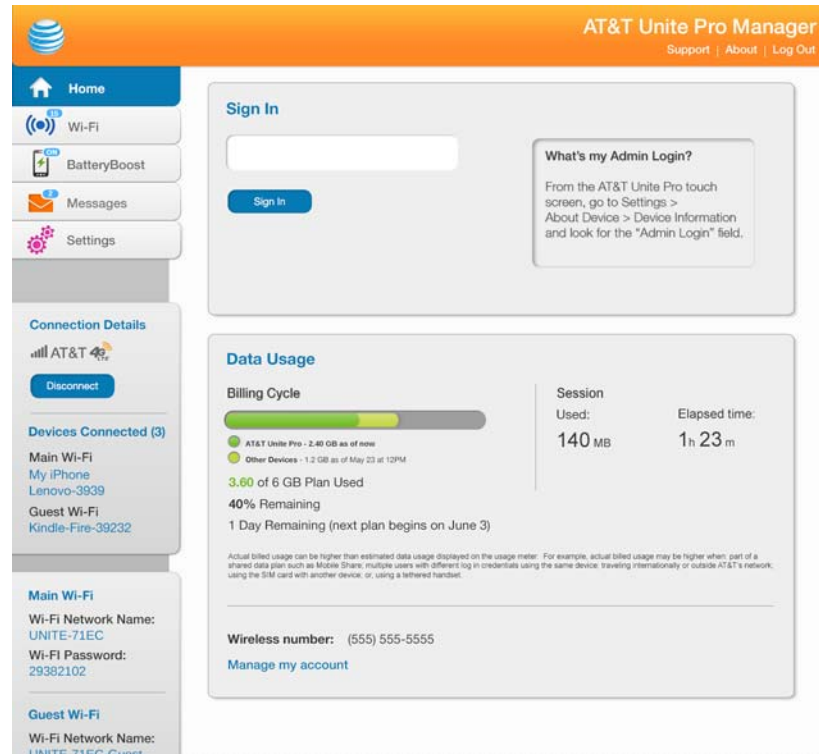 AT&T Unite Pro Manager
Support | About | Log Out
Home
15
Wi-Fi
ON
BatteryBoost
2
Messages
Settings
Connection Details
AT&T 4G LTE
Disconnect
Devices Connected (3)
Main Wi-Fi
My iPhone
Lenovo-3939
Guest Wi-Fi
Kindle-Fire-39232
Main Wi-Fi
Wi-Fi Network Name:
UNITE-71EC
Wi-FI Password:
29382102
Guest Wi-Fi
Wi-Fi Network Name:
UNITE-71EC-Guest
Sign In
Sign In
What's my Admin Login?
From the AT&T Unite Pro touch
screen, go to Settings >
About Device > Device Information
and look for the "Admin Login" field.
Data Usage
Billing Cycle
AT&T Unite Pro - 2.40 GB as of now
Other Devices - 1.2 GB as of May 23 at 12PM
3.60 of 6 GB Plan Used
40% Remaining
1 Day Remaining (next plan begins on June 3)
Session
Used:
140 MB
Elapsed time:
1h 23 m
Actual billed usage can be higher than estimated data usage displayed on the usage meter. For example, actual billed usage may be higher when: part of a
shared data plan such as Mobile Share; multiple users with different log in credentials using the same device; traveling internationally or outside AT&T's network;
using the SIM card with another device; or, using a tethered handset.
Wireless number: (555) 555-5555
Manage my account